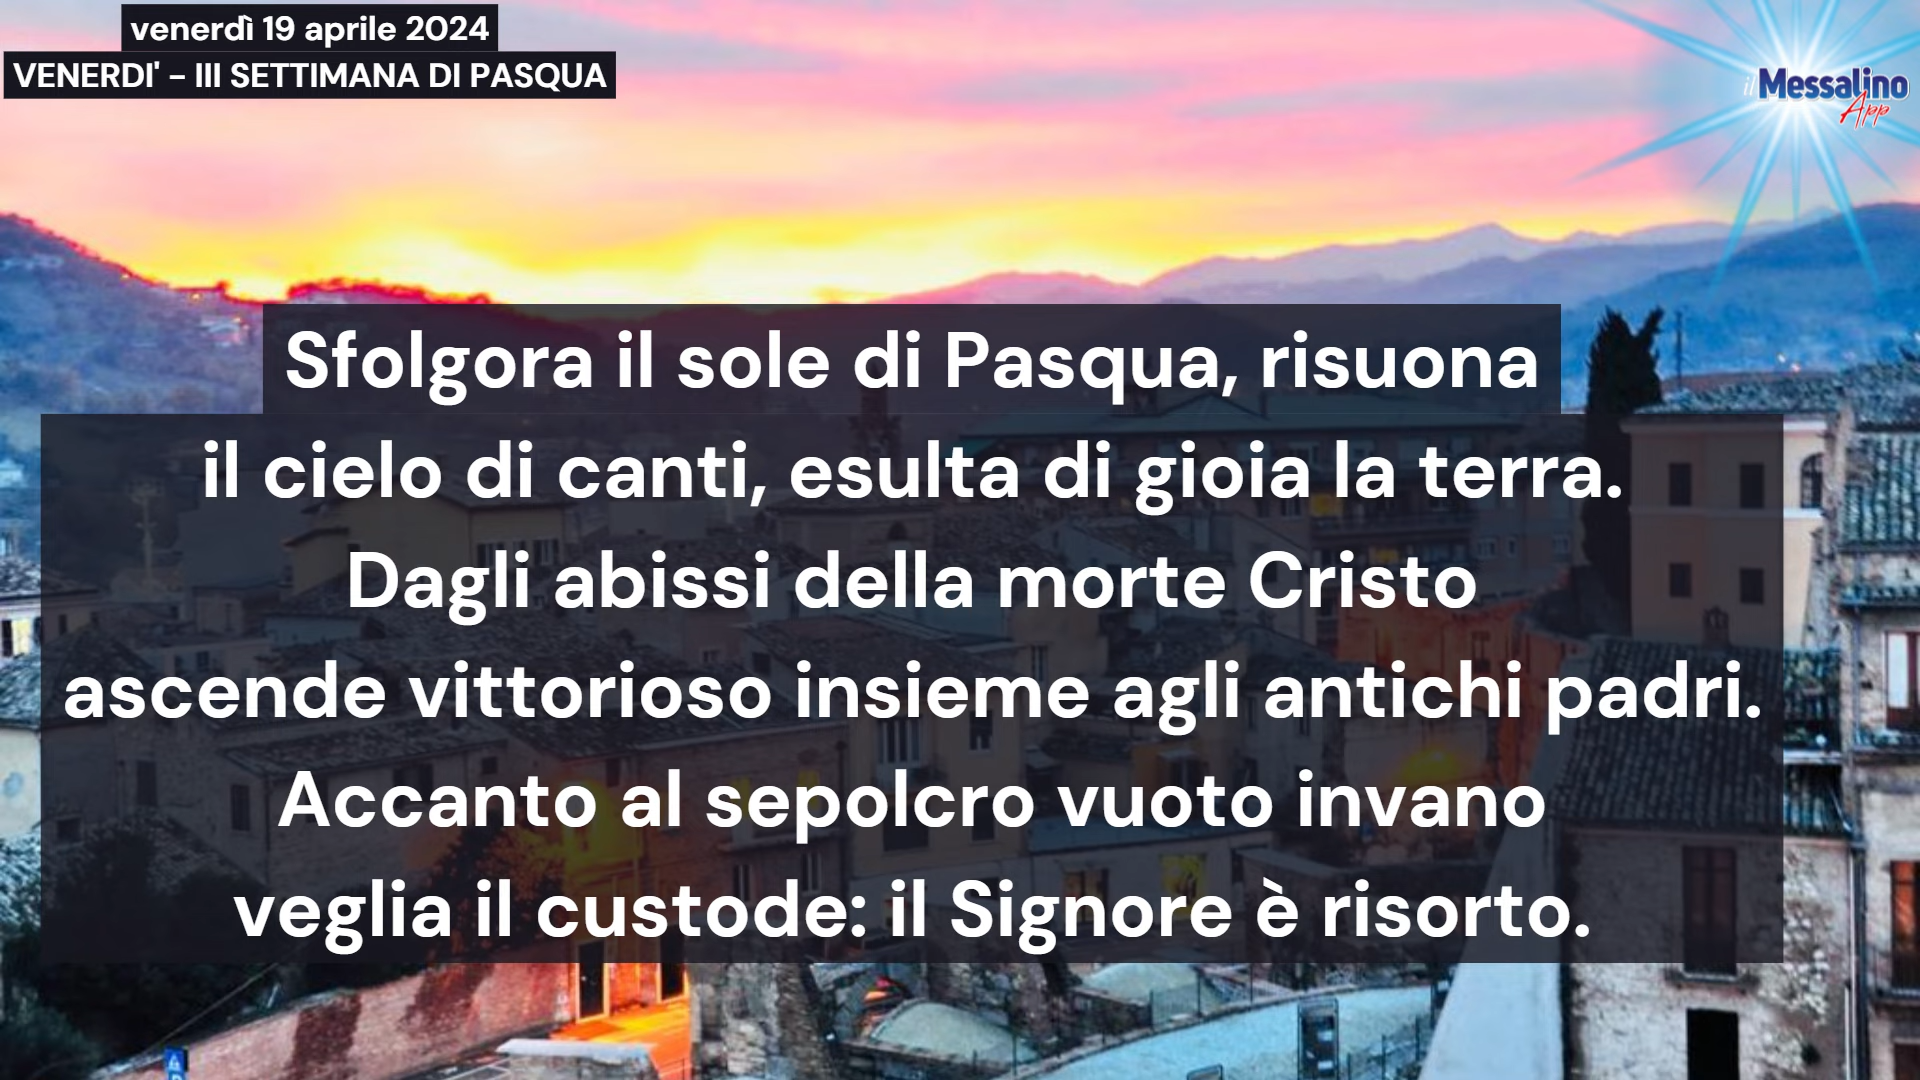 venerdì 19 aprile 2024
VENERDI' - III SETTIMANA DI PASQUA
il Messalino
App
Sfolgora il sole di Pasqua, risuona
il cielo di canti, esulta di gioia la terra.
Dagli abissi della morte Cristo
ascende vittorioso insieme agli antichi padri.
Accanto al sepolcro vuoto invano
veglia il custode: il Signore è risorto.